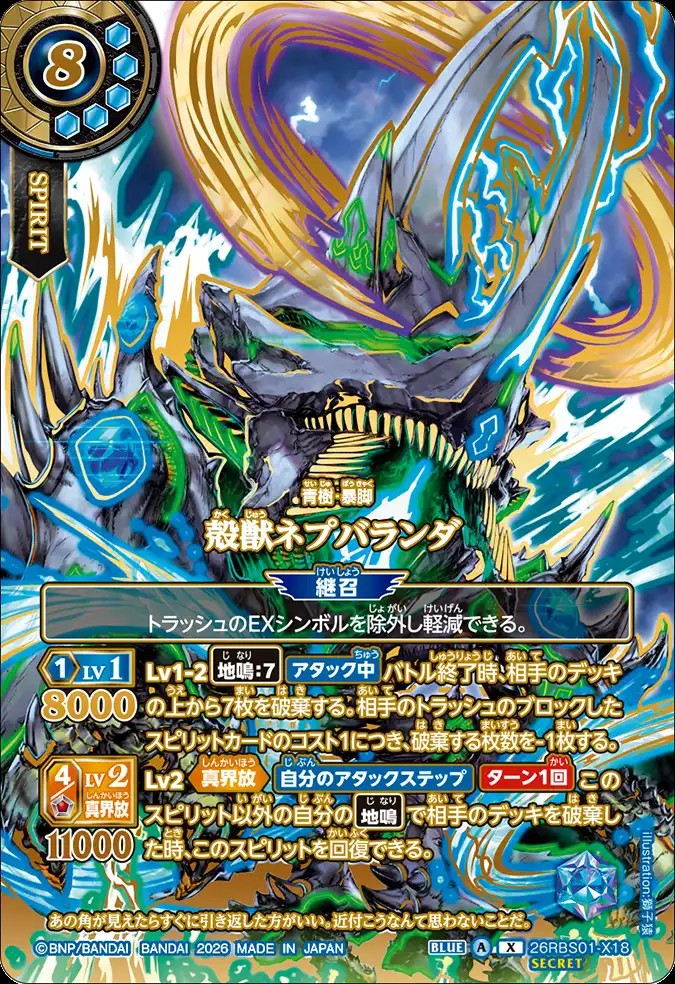 8
SPIRIT
青樹・暴脚
殻獣ネプバランダ
継召
トラッシュのEXシンボルを除外し軽減できる。
1 LV1
8000
Lv1-2 地鳴:7 アタック中 バトル終了時、相手のデッキ
の上から7枚を破棄する。相手のトラッシュのブロックした
スピリットカードのコスト1につき、破棄する枚数を-1枚する。
4 LV2
真界放
11000
Lv2 真界放 自分のアタックステップ ターン1回 この
スピリット以外の自分の 地鳴 で相手のデッキを破棄し
た時、このスピリットを回復できる。
illustration:獅子猿
あの角が見えたらすぐに引き返した方がいい。近付こうなんて思わないことだ。
©BNP/BANDAI BANDAI 2026 MADE IN JAPAN
BLUE A X 26RBS01-X18
SECRET